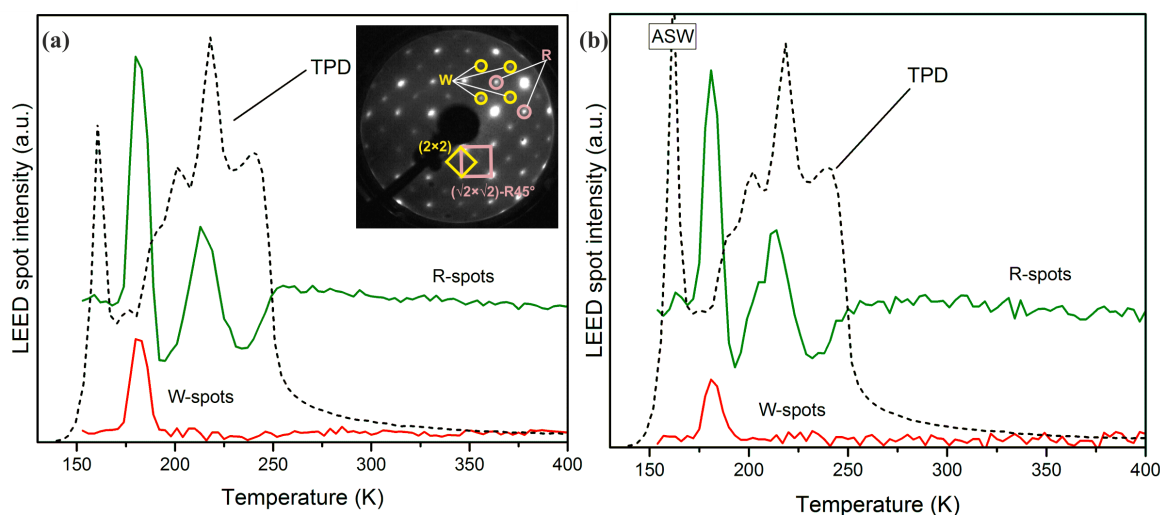 (a)
TPD
W
R
(2×2)
(√2×√2)-R45°
R-spots
W-spots
LEED spot intensity (a.u.)
150 200 250 300 350 400
Temperature (K)
(b)
ASW
TPD
R-spots
W-spots
LEED spot intensity (a.u.)
150 200 250 300 350 400
Temperature (K)